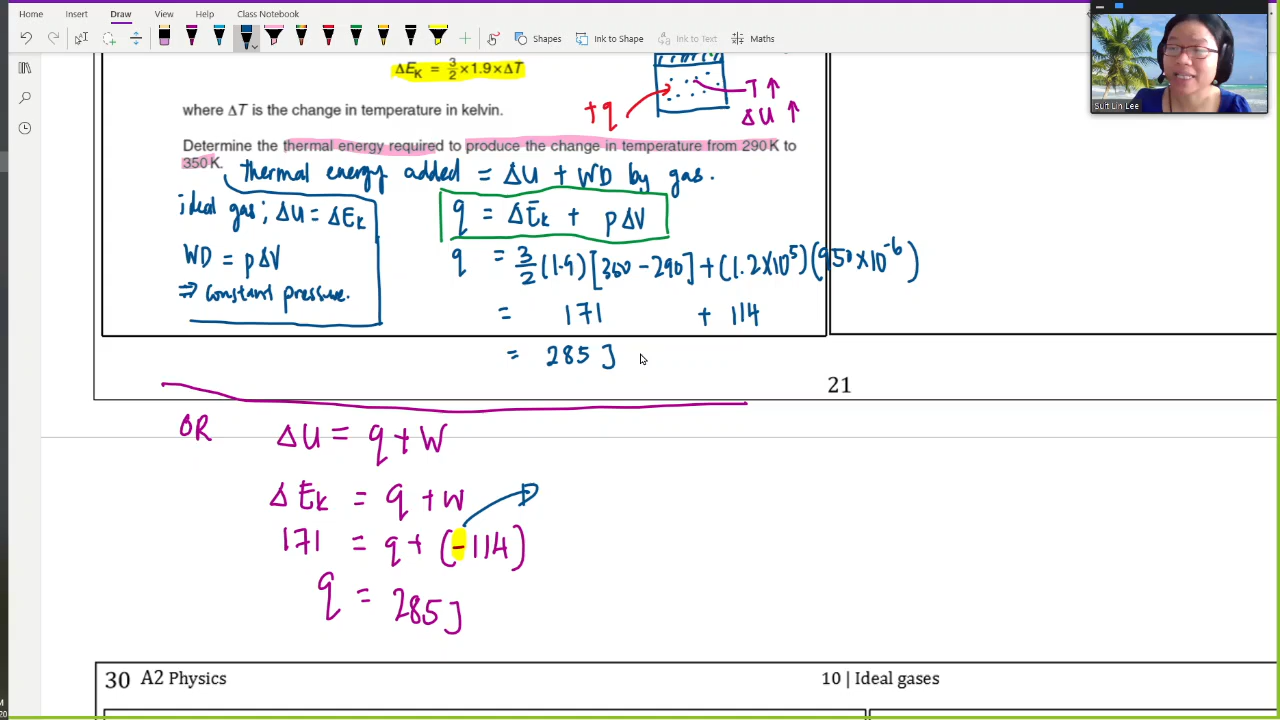 Home Insert Draw View Help Class Notebook
Shapes Ink to Shape Ink to Text Maths
Suit Lin Lee
ΔEK = 3/2 ×1.9×ΔT
T ↑
+q
ΔU ↑
where ΔT is the change in temperature in kelvin.
Determine the thermal energy required to produce the change in temperature from 290 K to
350 K.
thermal energy added = ΔU + WD by gas.
ideal gas; ΔU = ΔEK
q = ΔEK + pΔV
WD = pΔV
⇒ constant pressure.
q = 3/2 (1.9) [350 - 290] + (1.2×10⁵)(950×10⁻⁶)
= 171 + 114
= 285 J
21
OR ΔU = q + W
ΔEK = q + W
171 = q + (-114)
q = 285 J
30 A2 Physics 10 | Ideal gases